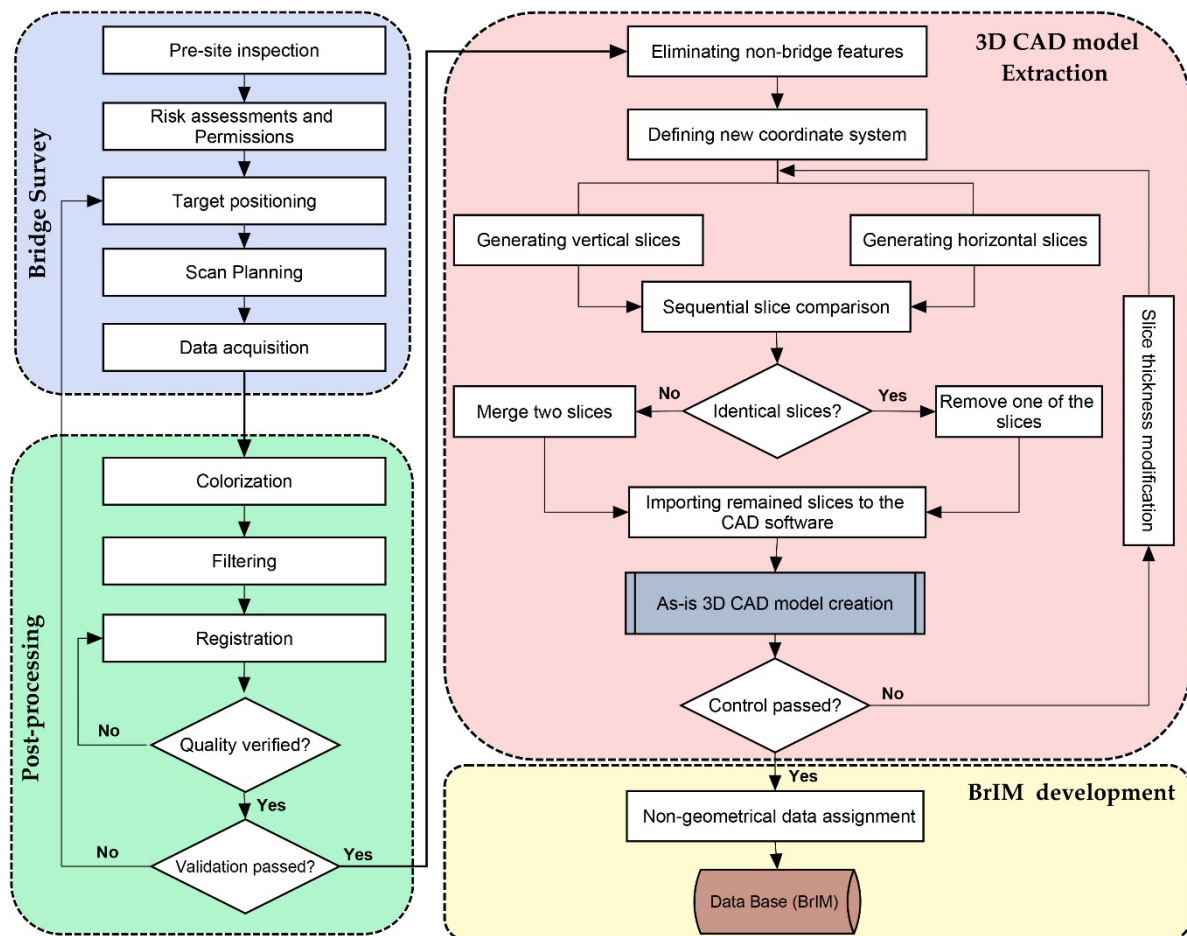 Bridge Survey
Pre-site inspection
Risk assessments and
Permissions
Target positioning
Scan Planning
Data acquisition
Post-processing
Colorization
Filtering
Registration
No
Quality verified?
Yes
No
Validation passed?
Yes
3D CAD model
Extraction
Eliminating non-bridge features
Defining new coordinate system
Generating vertical slices
Generating horizontal slices
Sequential slice comparison
No
Identical slices?
Yes
Merge two slices
Remove one of the
slices
Slice thickness modification
Importing remained slices to the
CAD software
As-is 3D CAD model creation
Control passed?
No
Yes
BrIM development
Non-geometrical data assignment
Data Base (BrIM)